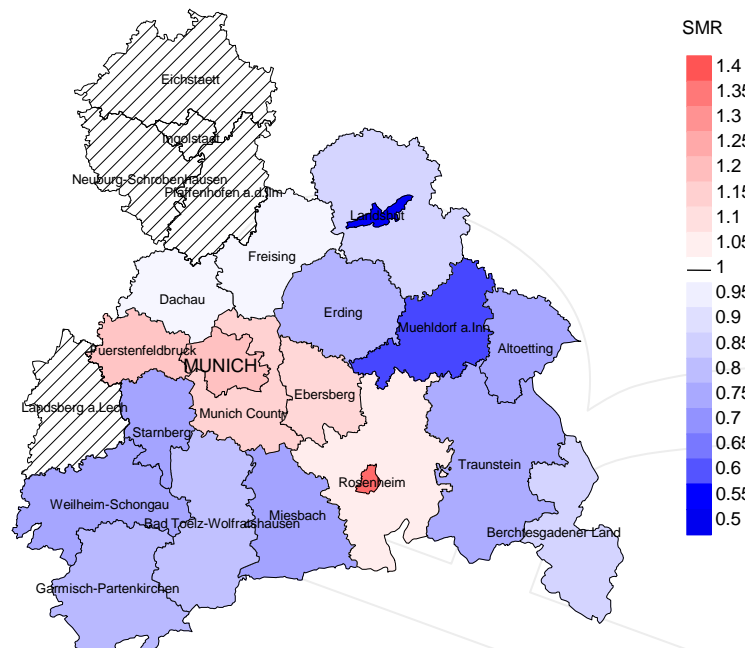 SMR
Eichstaett
Ingolstadt
Neuburg-Schrobenhausen
Pfaffenhofen a.d.Ilm
Landshut
Freising
Dachau
Erding
Muehldorf a.Inn
Altoetting
Fuerstenfeldbruck
MUNICH
Ebersberg
Landsberg a.Lech
Munich County
Starnberg
Traunstein
Rosenheim
Weilheim-Schongau
Miesbach
Bad Toelz-Wolfratshausen
Berchtesgadener Land
Garmisch-Partenkirchen
1.4
1.35
1.3
1.25
1.2
1.15
1.1
1.05
1
0.95
0.9
0.85
0.8
0.75
0.7
0.65
0.6
0.55
0.5